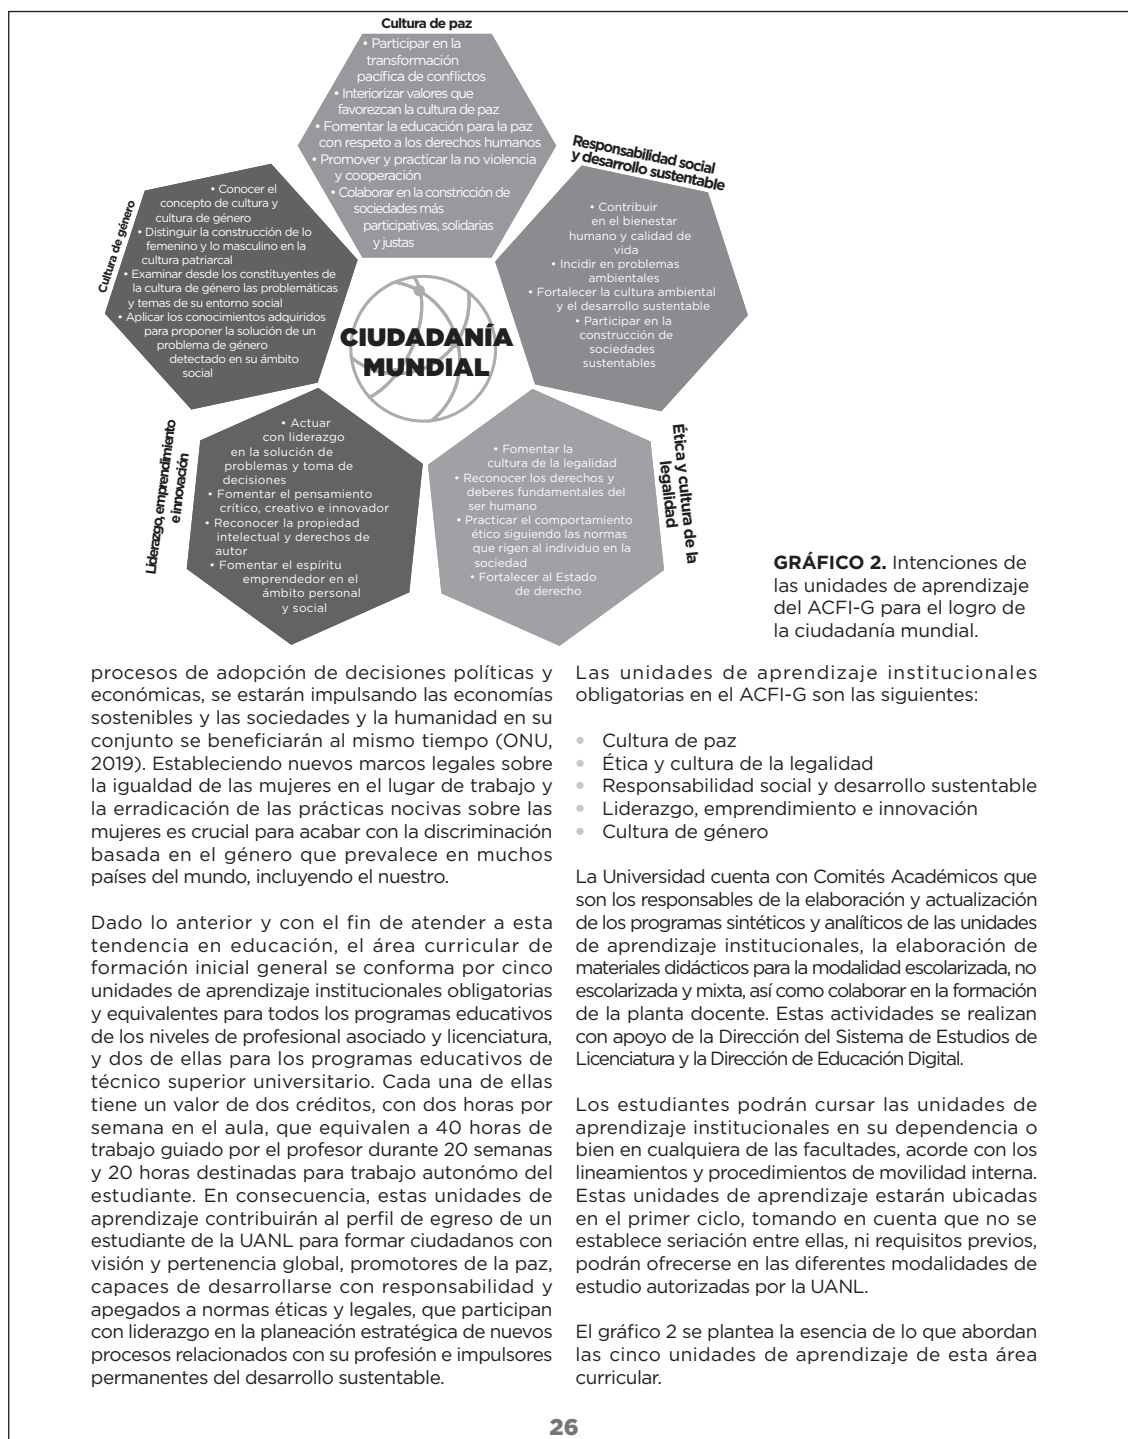 Cultura de paz
• Participar en la
transformación
pacífica de conflictos
• Interiorizar valores que
favorezcan la cultura de paz
• Fomentar la educación para la paz
con respeto a los derechos humanos
• Promover y practicar la no violencia
y cooperación
• Colaborar en la constricción de
sociedades más
participativas, solidarias
y justas
Responsabilidad social
y desarrollo sustentable
• Contribuir
en el bienestar
humano y calidad de
vida
• Incidir en problemas
ambientales
• Fortalecer la cultura ambiental
y el desarrollo sustentable
• Participar en la
construcción de
sociedades
sustentables
Cultura de género
• Conocer el
concepto de cultura y
cultura de género
• Distinguir la construcción de lo
femenino y lo masculino en la
cultura patriarcal
• Examinar desde los constituyentes de
la cultura de género las problemáticas
y temas de su entorno social
• Aplicar los conocimientos adquiridos
para proponer la solución de un
problema de género
detectado en su ámbito
social
CIUDADANÍA
MUNDIAL
Liderazgo, emprendimiento
e innovación
• Actuar
con liderazgo
en la solución de
problemas y toma de
decisiones
• Fomentar el pensamiento
crítico, creativo e innovador
• Reconocer la propiedad
intelectual y derechos de
autor
• Fomentar el espíritu
emprendedor en el
ámbito personal
y social
Ética y cultura de la
legalidad
• Fomentar la
cultura de la legalidad
• Reconocer los derechos y
deberes fundamentales del
ser humano
• Practicar el comportamiento
ético siguiendo las normas
que rigen al individuo en la
sociedad
• Fortalecer al Estado
de derecho
GRÁFICO 2. Intenciones de
las unidades de aprendizaje
del ACFI-G para el logro de
la ciudadanía mundial.
procesos de adopción de decisiones políticas y
económicas, se estarán impulsando las economías
sostenibles y las sociedades y la humanidad en su
conjunto se beneficiarán al mismo tiempo (ONU,
2019). Estableciendo nuevos marcos legales sobre
la igualdad de las mujeres en el lugar de trabajo y
la erradicación de las prácticas nocivas sobre las
mujeres es crucial para acabar con la discriminación
basada en el género que prevalece en muchos
países del mundo, incluyendo el nuestro.
Dado lo anterior y con el fin de atender a esta
tendencia en educación, el área curricular de
formación inicial general se conforma por cinco
unidades de aprendizaje institucionales obligatorias
y equivalentes para todos los programas educativos
de los niveles de profesional asociado y licenciatura,
y dos de ellas para los programas educativos de
técnico superior universitario. Cada una de ellas
tiene un valor de dos créditos, con dos horas por
semana en el aula, que equivalen a 40 horas de
trabajo guiado por el profesor durante 20 semanas
y 20 horas destinadas para trabajo autonómo del
estudiante. En consecuencia, estas unidades de
aprendizaje contribuirán al perfil de egreso de un
estudiante de la UANL para formar ciudadanos con
visión y pertenencia global, promotores de la paz,
capaces de desarrollarse con responsabilidad y
apegados a normas éticas y legales, que participan
con liderazgo en la planeación estratégica de nuevos
procesos relacionados con su profesión e impulsores
permanentes del desarrollo sustentable.
Las unidades de aprendizaje institucionales
obligatorias en el ACFI-G son las siguientes:
• Cultura de paz
• Ética y cultura de la legalidad
• Responsabilidad social y desarrollo sustentable
• Liderazgo, emprendimiento e innovación
• Cultura de género
La Universidad cuenta con Comités Académicos que
son los responsables de la elaboración y actualización
de los programas sintéticos y analíticos de las unidades
de aprendizaje institucionales, la elaboración de
materiales didácticos para la modalidad escolarizada, no
escolarizada y mixta, así como colaborar en la formación
de la planta docente. Estas actividades se realizan
con apoyo de la Dirección del Sistema de Estudios de
Licenciatura y la Dirección de Educación Digital.
Los estudiantes podrán cursar las unidades de
aprendizaje institucionales en su dependencia o
bien en cualquiera de las facultades, acorde con los
lineamientos y procedimientos de movilidad interna.
Estas unidades de aprendizaje estarán ubicadas
en el primer ciclo, tomando en cuenta que no se
establece seriación entre ellas, ni requisitos previos,
podrán ofrecerse en las diferentes modalidades de
estudio autorizadas por la UANL.
El gráfico 2 se plantea la esencia de lo que abordan
las cinco unidades de aprendizaje de esta área
curricular.
26